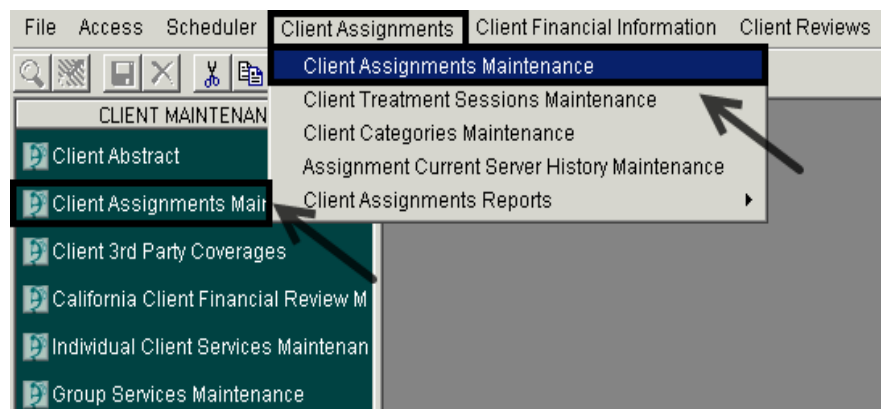 File Access Scheduler Client Assignments Client Financial Information Client Reviews
Client Assignments Maintenance
Client Treatment Sessions Maintenance
Client Categories Maintenance
Assignment Current Server History Maintenance
Client Assignments Reports
CLIENT MAINTENAN
Client Abstract
Client Assignments Main
Client 3rd Party Coverages
California Client Financial Review M
Individual Client Services Maintenan
Group Services Maintenance